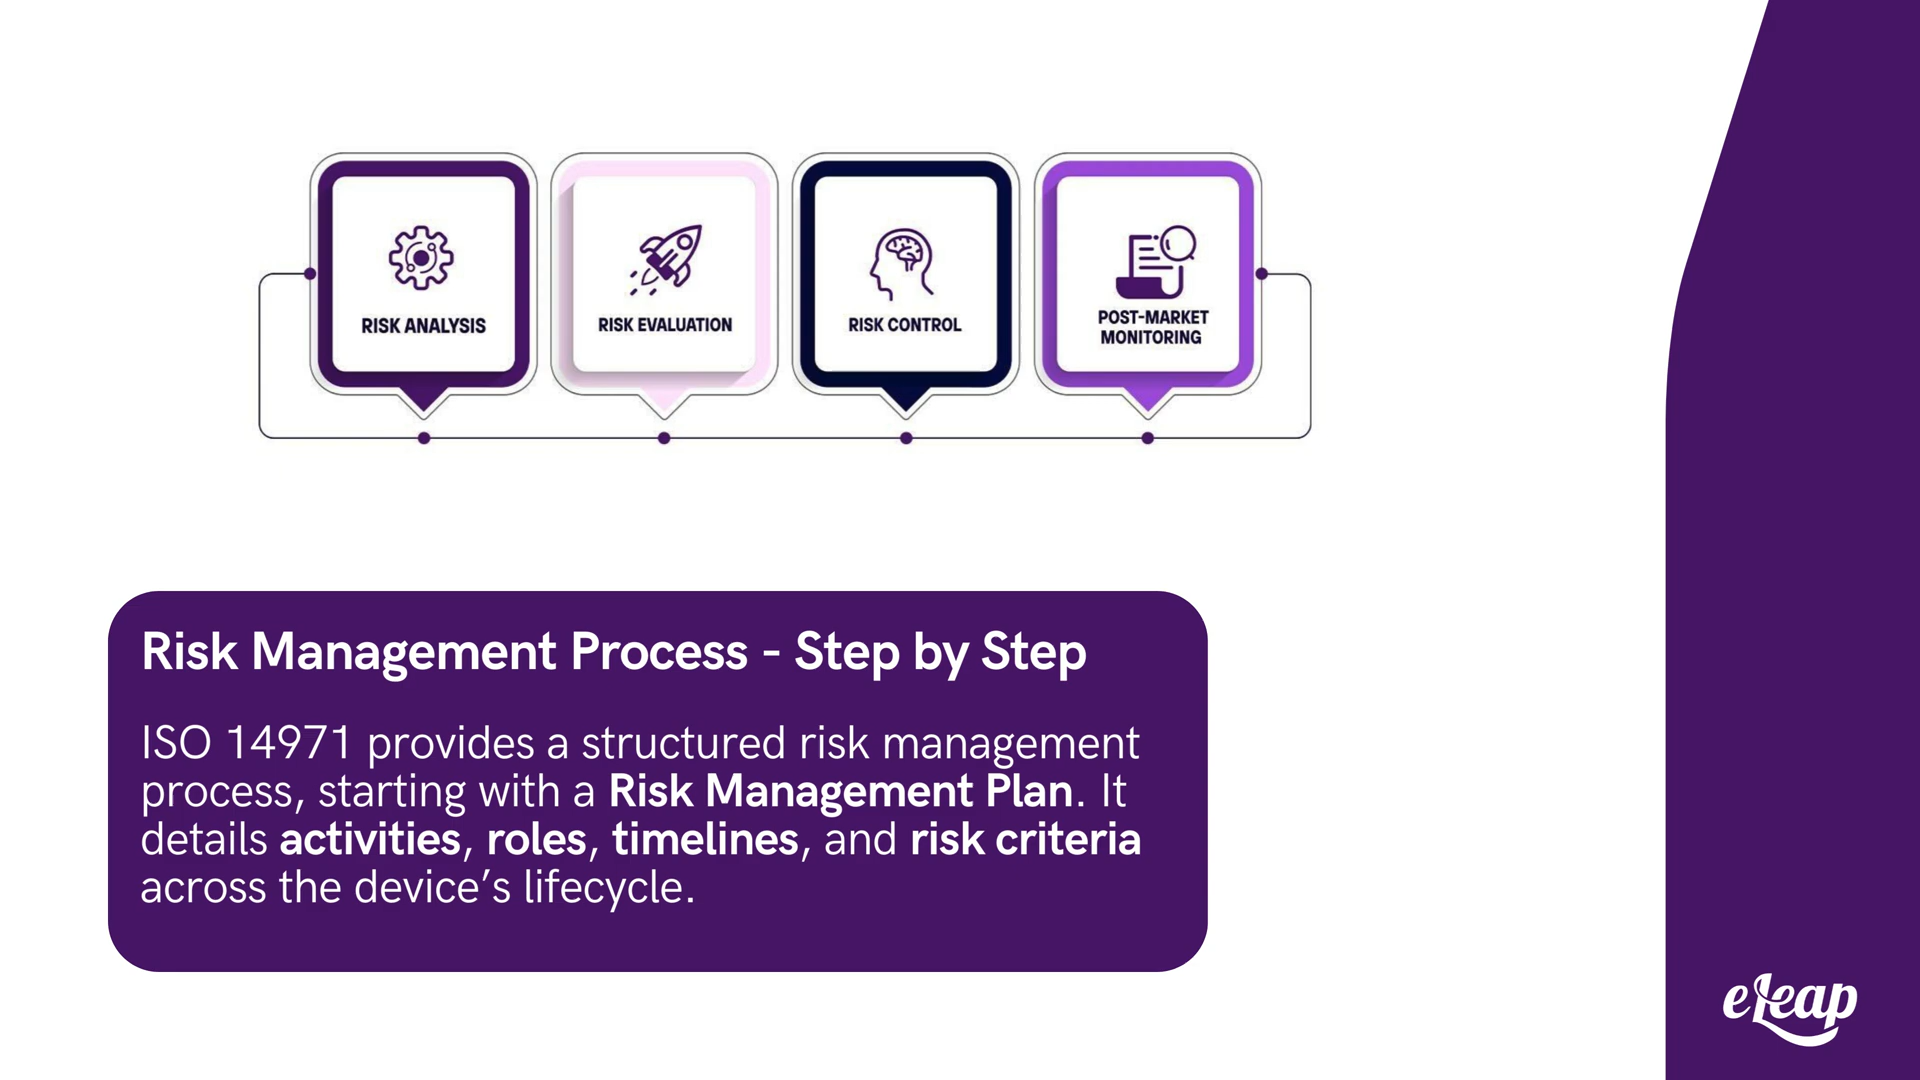 RISK ANALYSIS
RISK EVALUATION
RISK CONTROL
POST-MARKET
MONITORING
Risk Management Process - Step by Step
ISO 14971 provides a structured risk management
process, starting with a Risk Management Plan. It
details activities, roles, timelines, and risk criteria
across the device’s lifecycle.
eLeap